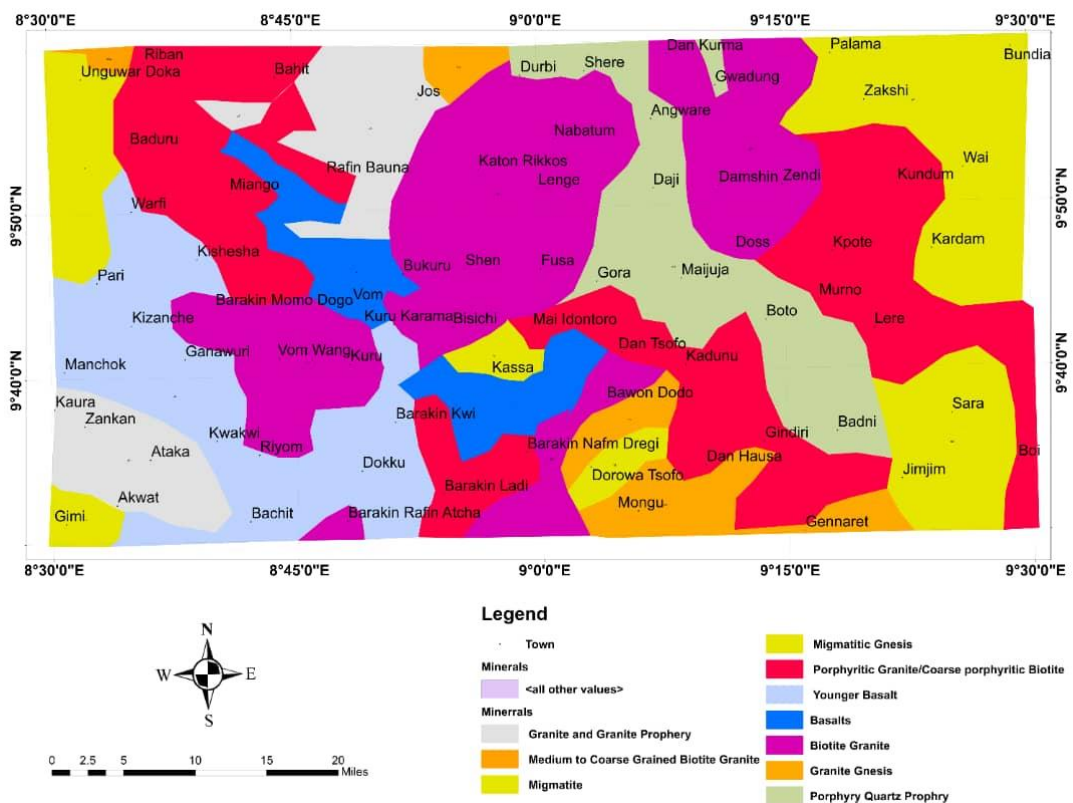 8°30'0"E 8°45'0"E 9°0'0"E 9°15'0"E 9°30'0"E
Riban
Dan Kurma
Palama
Bundia
Unguwar Doka
Bahit
Durbi
Shere
Gwadung
Jos
Zakshi
Angware
Baduru
Nabatum
Rafin Bauna
Katon Rikkos
Wai
Miango
Lenge
Daji
Damshin
Zendi
Kundum
9°50'0"N
Warfi
9°50'0"N
Kishesha
Doss
Kpote
Kardam
Pari
Bukuru
Shen
Fusa
Gora
Maijuja
Barakin Momo Dogo
Vom
Murno
Kizanche
Kuru Karama
Bisichi
Mai Idontoro
Boto
Lere
Ganawuri
Vom Wang
Kuru
Dan Tsofo
Kadunu
Manchok
Kassa
9°40'0"N
9°40'0"N
Kaura
Bawon Dodo
Sara
Zankan
Barakin Kwi
Kwakwi
Riyom
Barakin Nafm Dregi
Gindiri
Badni
Ataka
Dokku
Dan Hausa
Boi
Dorowa Tsofo
Jimjim
Akwat
Barakin Ladi
Mongu
Gimi
Bachit
Barakin Rafin Atcha
Gennaret
8°30'0"E 8°45'0"E 9°0'0"E 9°15'0"E 9°30'0"E
N
W E
S
0 2.5 5 10 15 20
Miles
Legend
Town
Minerals
<all other values>
Minerrals
Granite and Granite Prophery
Medium to Coarse Grained Biotite Granite
Migmatite
Migmatitic Gnesis
Porphyritic Granite/Coarse porphyritic Biotite
Younger Basalt
Basalts
Biotite Granite
Granite Gnesis
Porphyry Quartz Prophry